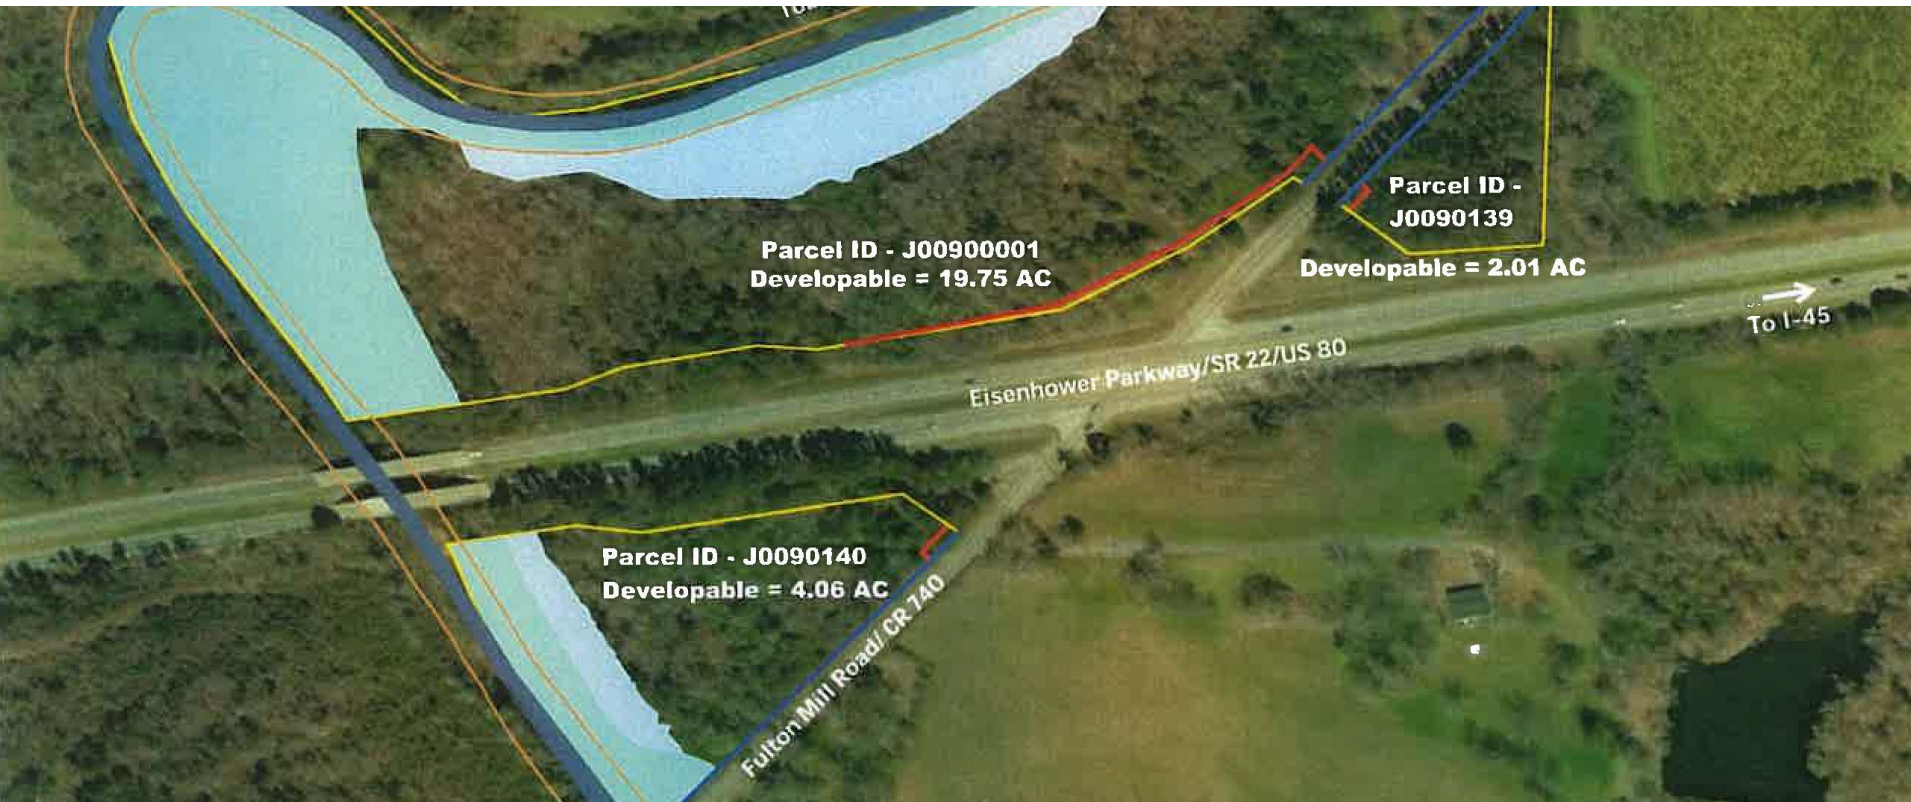 Parcel ID -
J0090139
Parcel ID - J00900001
Developable = 19.75 AC
Developable = 2.01 AC
To I-45
Eisenhower Parkway/SR 22/US 80
Parcel ID - J0090140
Developable = 4.06 AC
Fulton Mill Road/ CR 740